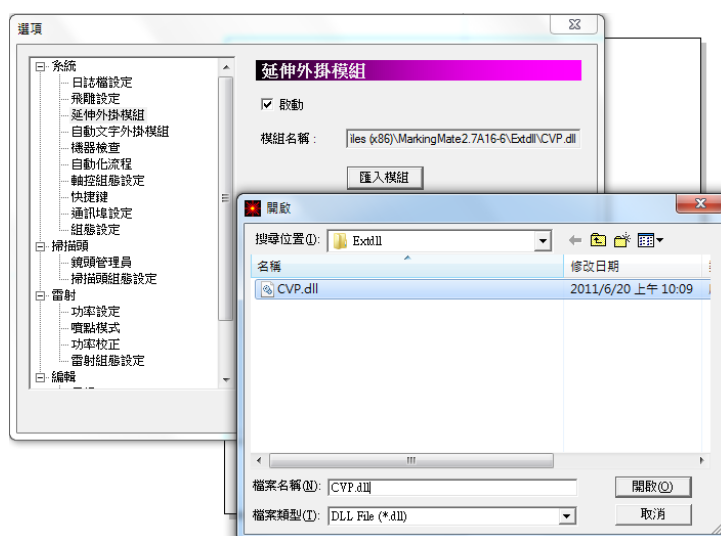 選項
系統
日誌檔設定
飛雕設定
延伸外掛模組
自動文字外掛模組
機器檢查
自動化流程
軸控組態設定
快捷鍵
通訊埠設定
組態設定
掃描頭
鏡頭管理員
掃描頭組態設定
雷射
功率設定
噴點模式
功率校正
雷射組態設定
編輯
延伸外掛模組
啟動
模組名稱：
iles (x86)\MarkingMate2.7A16-6\Extdll\CVP.dll
匯入模組
開啟
搜尋位置(I):
Extdll
名稱
修改日期
CVP.dll
2011/6/20 上午 10:09
檔案名稱(N):
CVP.dll
開啟(O)
檔案類型(T):
DLL File (*.dll)
取消